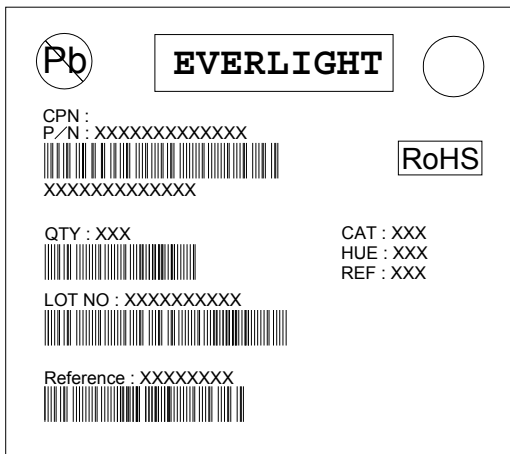 Pb
EVERLIGHT
CPN :
P/N : XXXXXXXXXXXXX
RoHS
XXXXXXXXXXXXX
QTY : XXX
CAT : XXX
HUE : XXX
REF : XXX
LOT NO : XXXXXXXXXX
Reference : XXXXXXXX